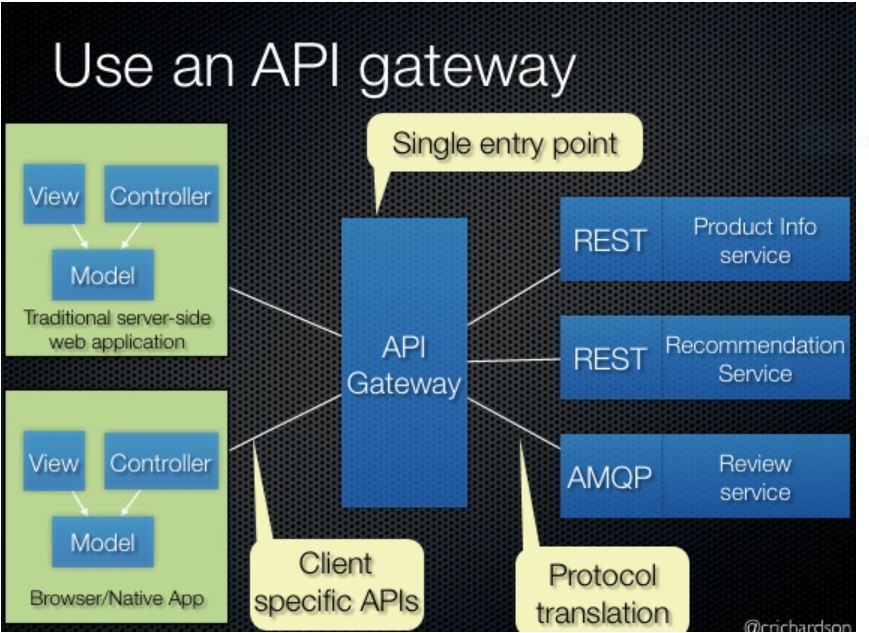 Use an API gateway
Single entry point
View
Controller
Model
Traditional server-side
web application
View
Controller
Model
Browser/Native App
API
Gateway
REST
Product Info
service
REST
Recommendation
Service
AMQP
Review
service
Client
specific APIs
Protocol
translation
@crichardson